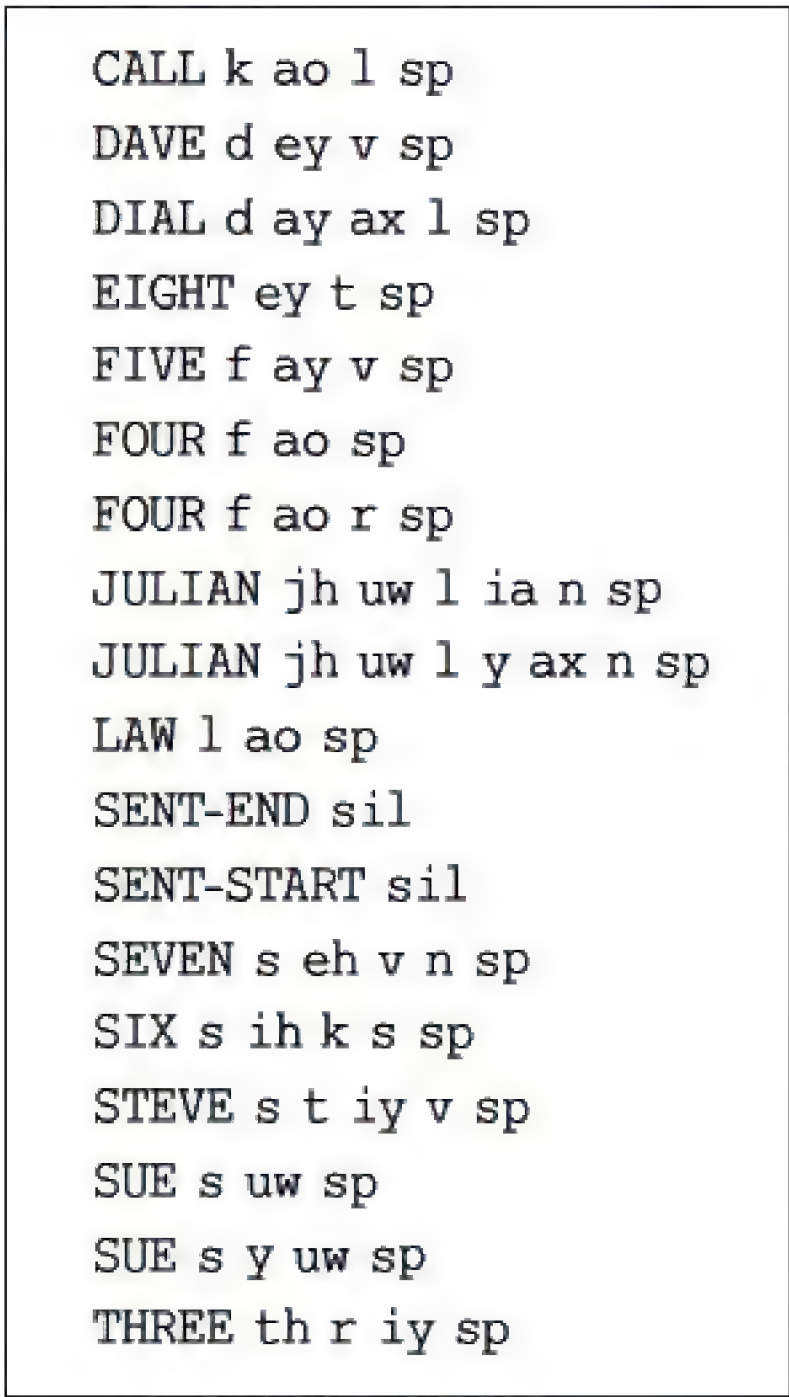 CALL k ao l sp
DAVE d ey v sp
DIAL d ay ax l sp
EIGHT ey t sp
FIVE f ay v sp
FOUR f ao sp
FOUR f ao r sp
JULIAN jh uw l ia n sp
JULIAN jh uw l y ax n sp
LAW l ao sp
SENT-END sil
SENT-START sil
SEVEN s eh v n sp
SIX s ih k s sp
STEVE s t iy v sp
SUE s uw sp
SUE s y uw sp
THREE th r iy sp